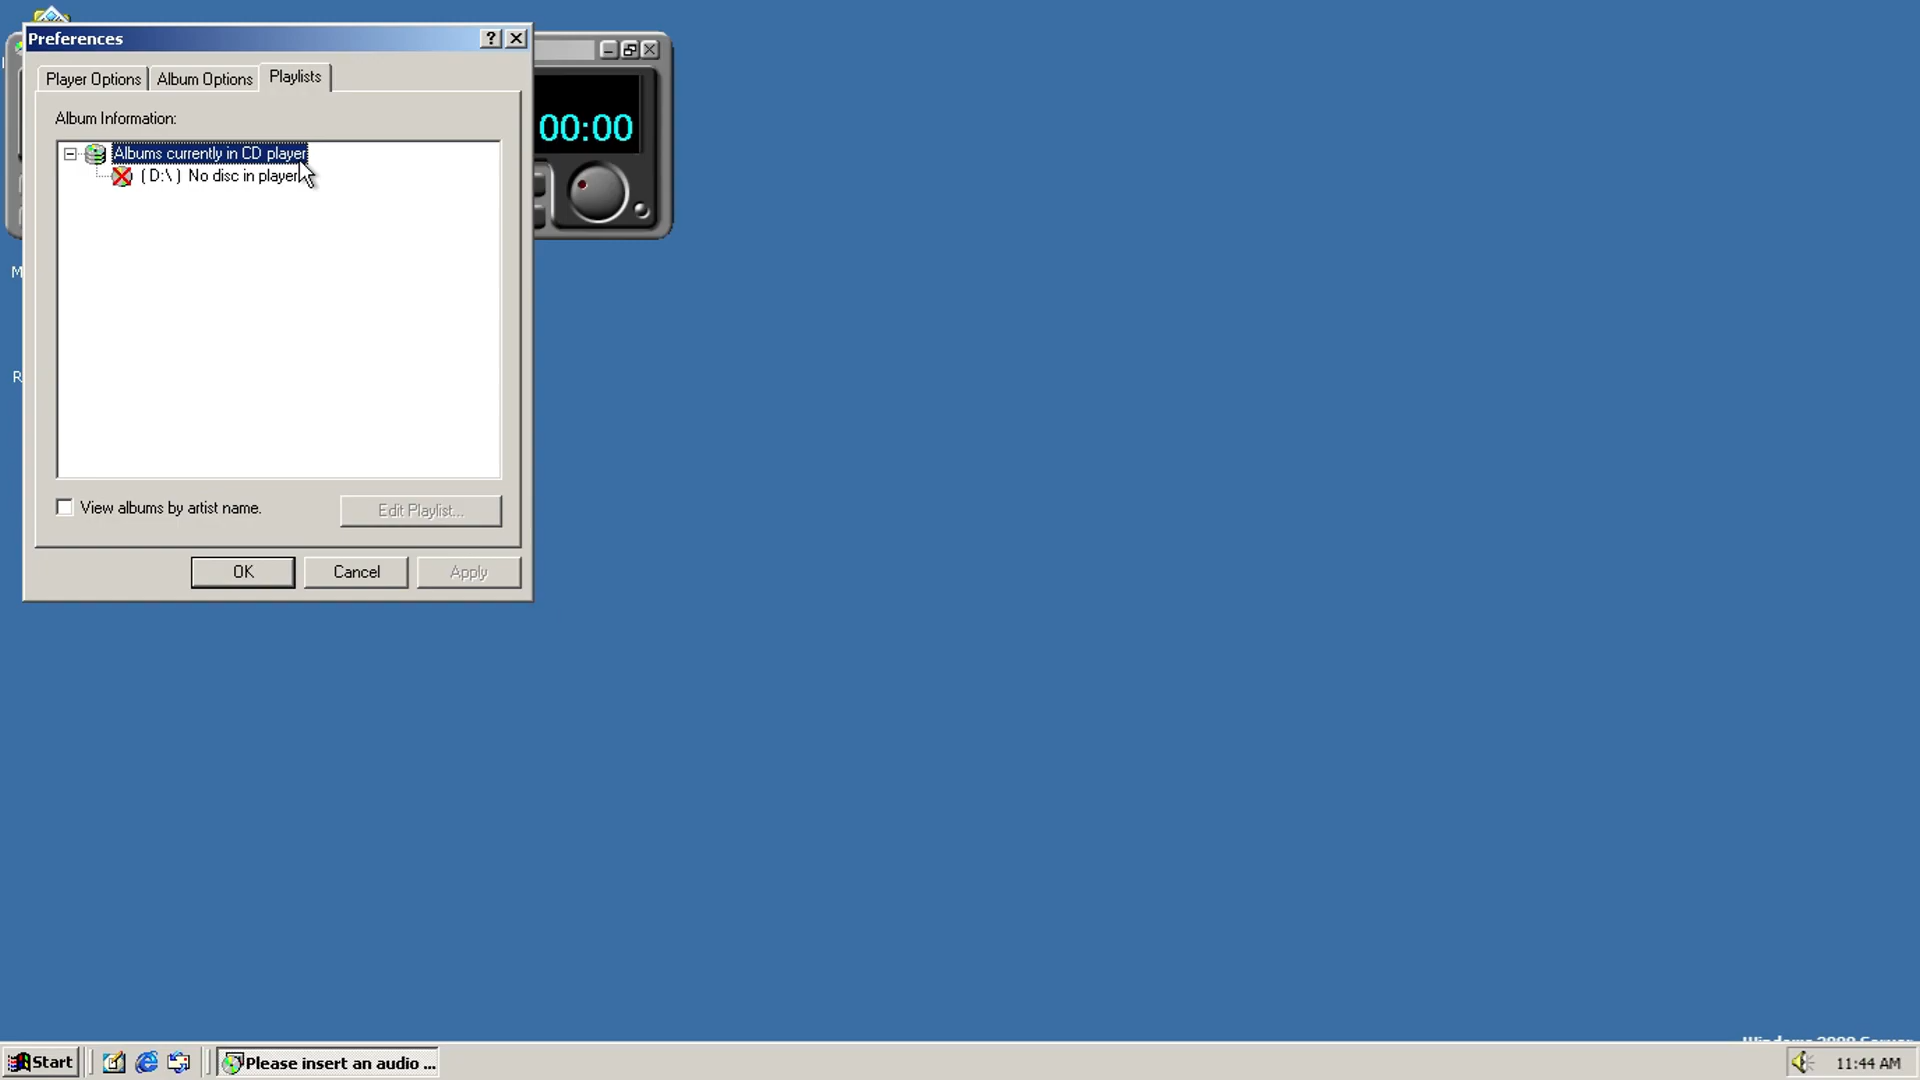 Preferences
Player Options
Album Options
Playlists
Album Information:
00:00
Albums currently in CD player
( D:\ ) No disc in player
M
R
View albums by artist name.
Edit Playlist...
OK
Cancel
Apply
Start
Please insert an audio ...
11:44 AM